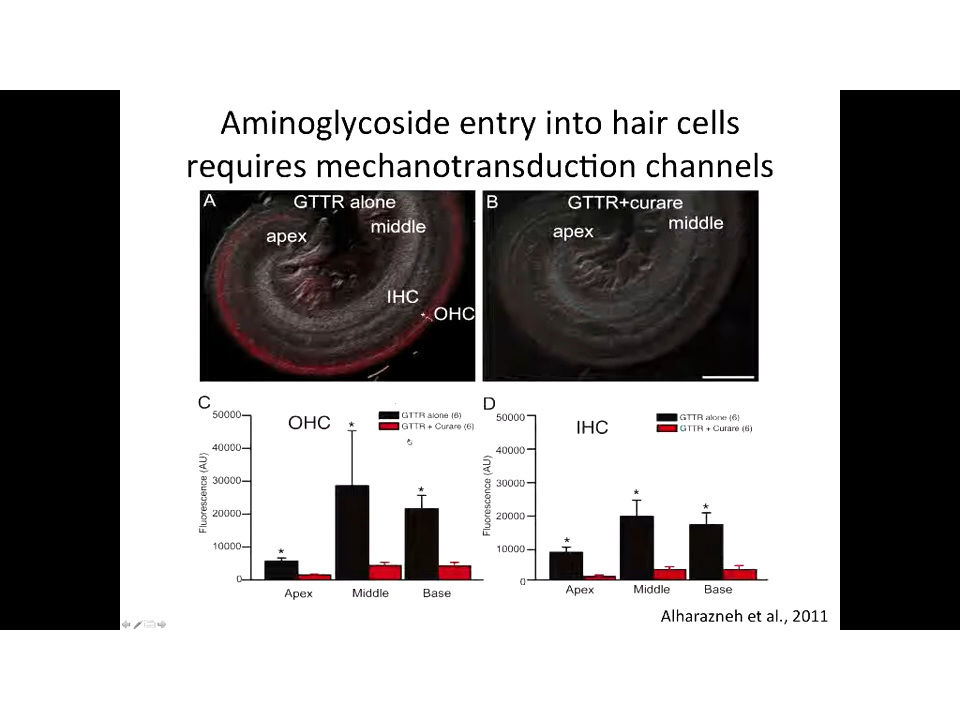 Aminoglycoside entry into hair cells
requires mechanotransduction channels
A
GTTR alone
apex
middle
IHC
OHC
B
GTTR+curare
apex
middle
C
OHC
GTTR alone (6)
GTTR + Curare (6)
Fluorescence (AU)
50000
40000
30000
20000
10000
0
*
*
*
Apex
Middle
Base
D
IHC
GTTR alone (6)
GTTR + Curare (6)
Fluorescence (AU)
50000
40000
30000
20000
10000
0
*
*
*
Apex
Middle
Base
Alharazneh et al., 2011